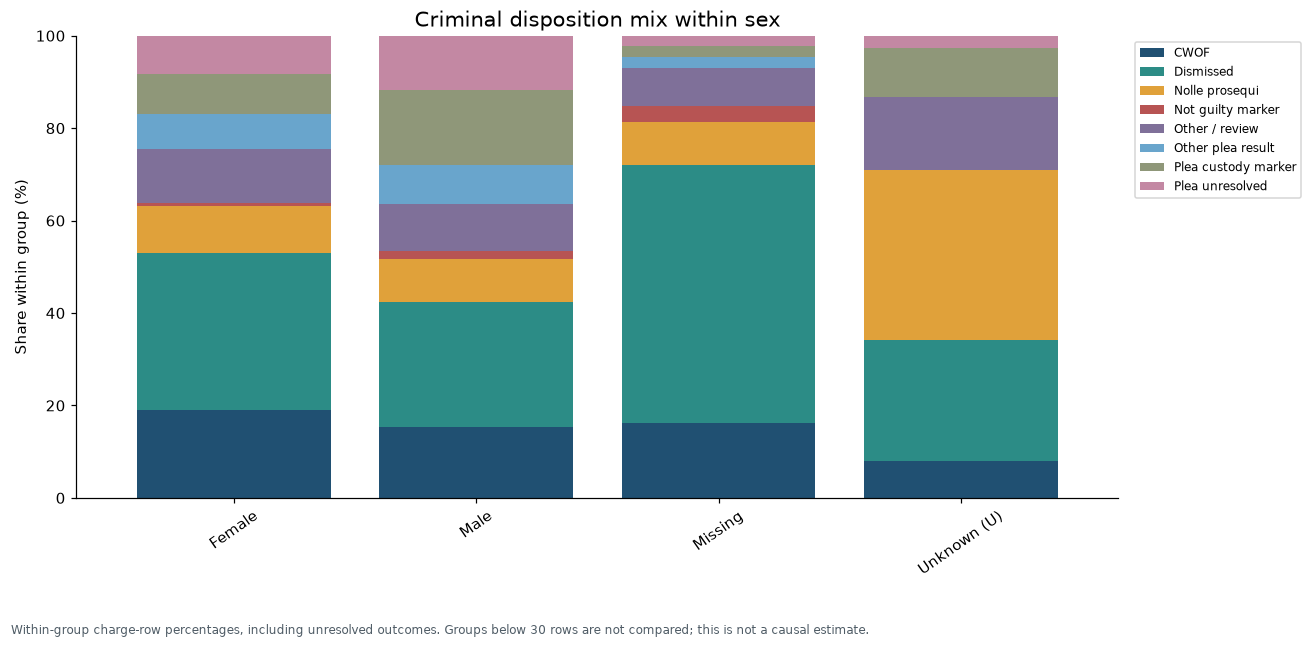 Criminal disposition mix within sex
Share within group (%)
100
80
60
40
20
0
Female
Male
Missing
Unknown (U)
CWOF
Dismissed
Nolle prosequi
Not guilty marker
Other / review
Other plea result
Plea custody marker
Plea unresolved
Within-group charge-row percentages, including unresolved outcomes. Groups below 30 rows are not compared; this is not a causal estimate.